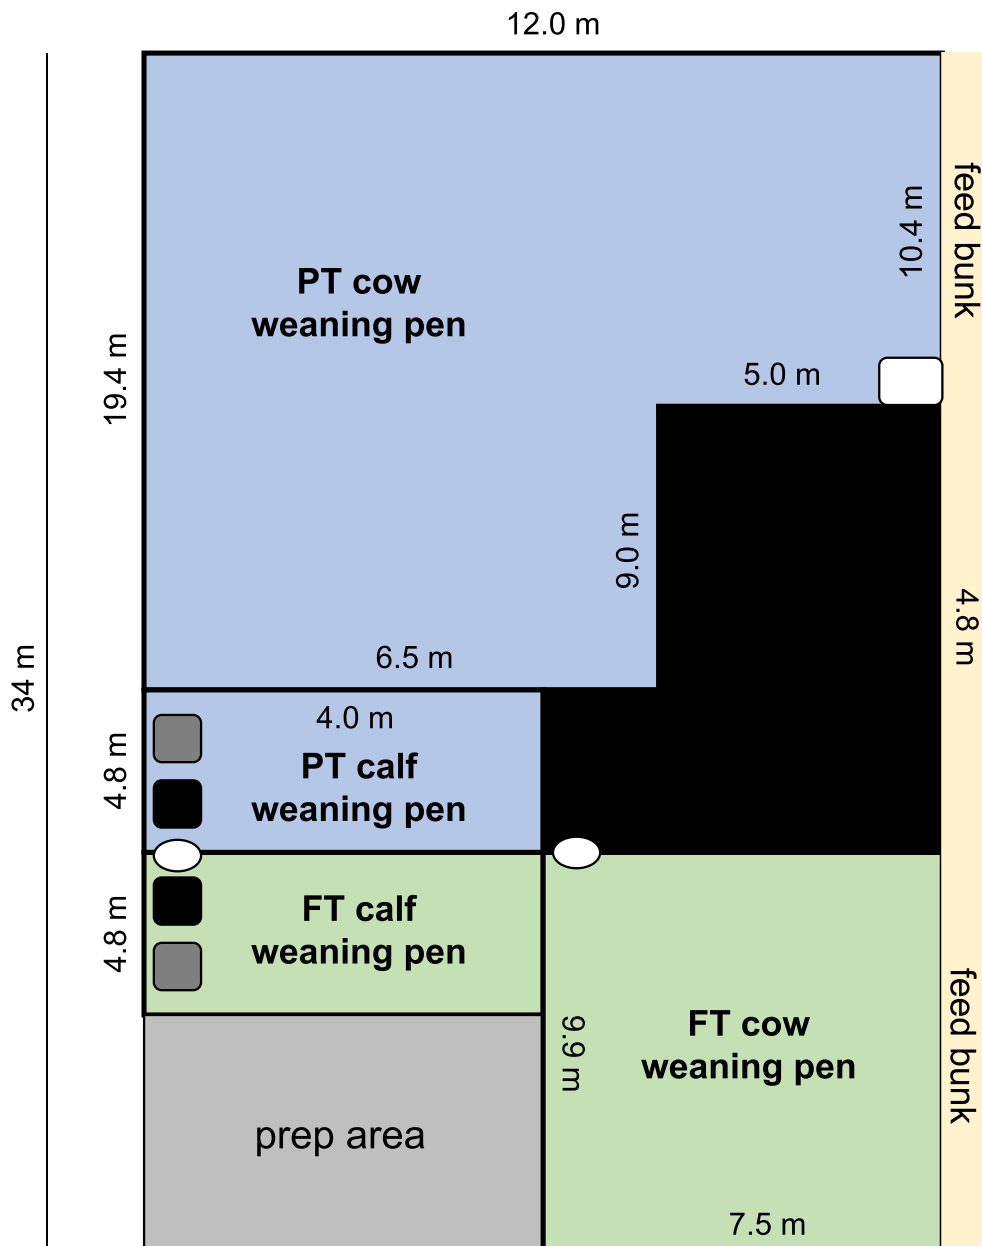 12.0 m
feed bunk
10.4 m
PT cow
weaning pen
19.4 m
5.0 m
9.0 m
4.8 m
6.5 m
34 m
4.0 m
PT calf
weaning pen
4.8 m
FT calf
weaning pen
4.8 m
feed bunk
FT cow
weaning pen
9.9 m
prep area
7.5 m